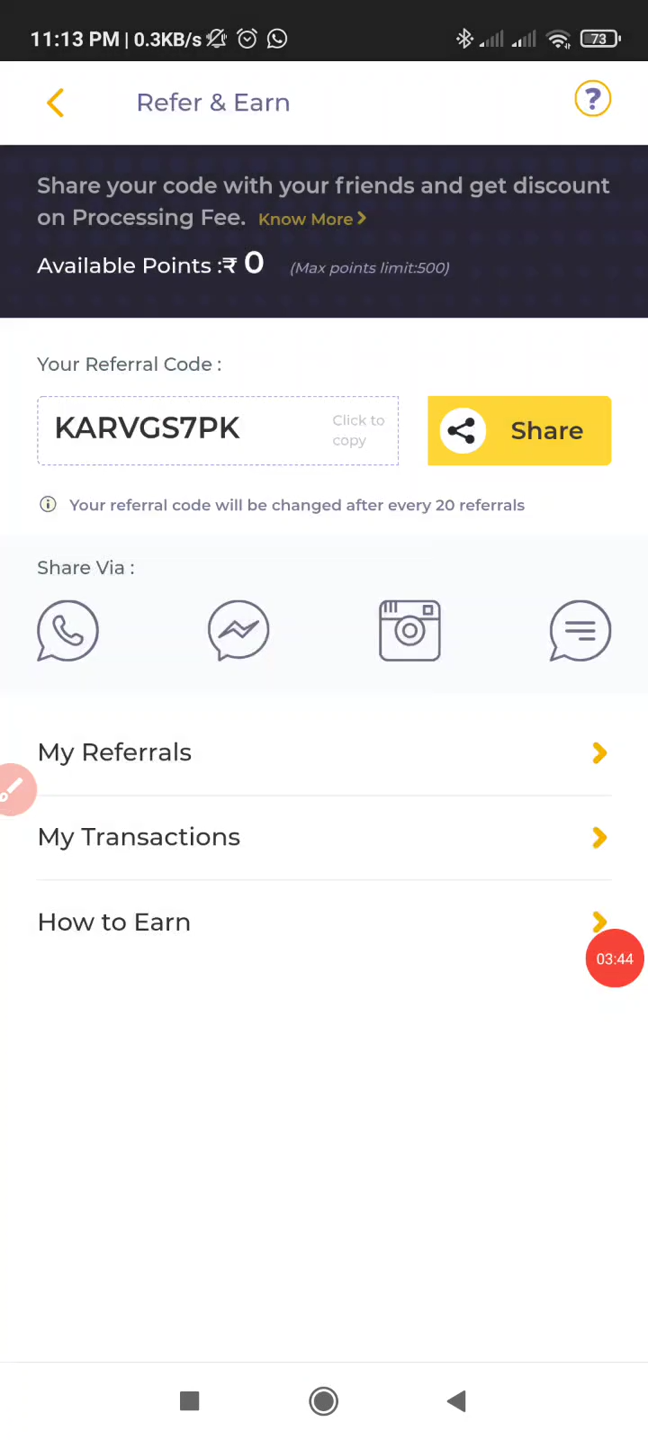 11:13 PM | 0.3KB/s 73
Refer & Earn ?
Share your code with your friends and get discount
on Processing Fee. Know More
Available Points :₹ 0 (Max points limit:500)
Your Referral Code :
KARVGS7PK Click to copy Share
Your referral code will be changed after every 20 referrals
Share Via :
My Referrals
My Transactions
How to Earn
03:44